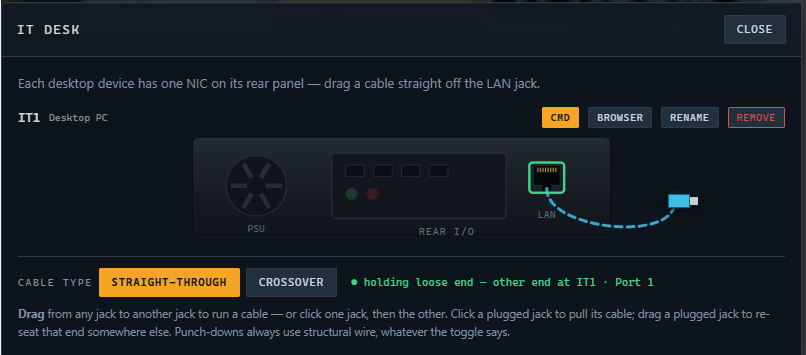 IT DESK
CLOSE
Each desktop device has one NIC on its rear panel — drag a cable straight off the LAN jack.
IT1 Desktop PC
CMD BROWSER RENAME REMOVE
LAN
PSU
REAR I/O
CABLE TYPE STRAIGHT-THROUGH CROSSOVER ● holding loose end — other end at IT1 · Port 1
Drag from any jack to another jack to run a cable — or click one jack, then the other. Click a plugged jack to pull its cable; drag a plugged jack to re-
seat that end somewhere else. Punch-downs always use structural wire, whatever the toggle says.